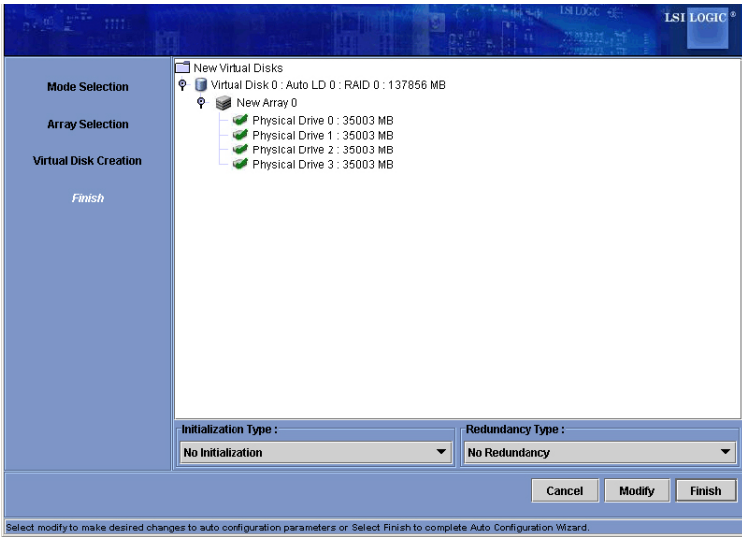 LSI LOGIC
LSI LOGIC ®
Mode Selection
Array Selection
Virtual Disk Creation
Finish
New Virtual Disks
Virtual Disk 0 : Auto LD 0 : RAID 0 : 137856 MB
New Array 0
Physical Drive 0 : 35003 MB
Physical Drive 1 : 35003 MB
Physical Drive 2 : 35003 MB
Physical Drive 3 : 35003 MB
Initialization Type :
Redundancy Type :
No Initialization
No Redundancy
Cancel
Modify
Finish
Select modify to make desired changes to auto configuration parameters or Select Finish to complete Auto Configuration Wizard.